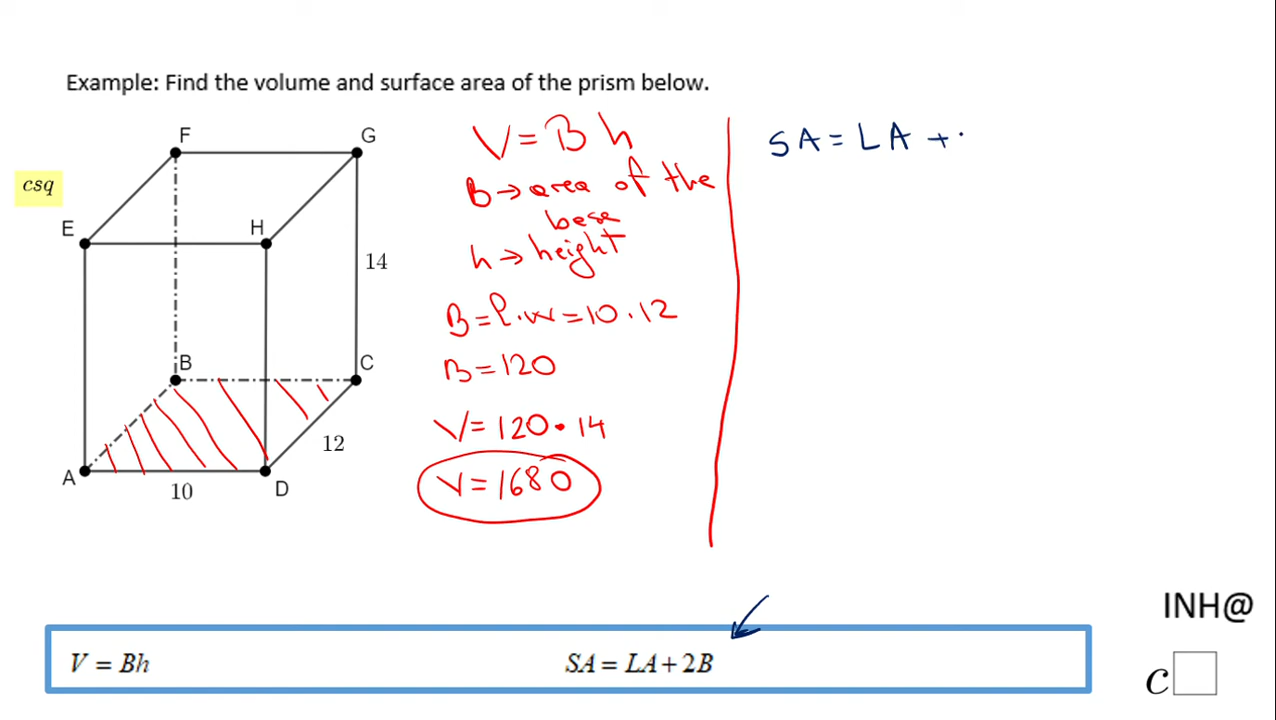 Example: Find the volume and surface area of the prism below.
F
G
csq
E
H
14
B
C
12
A
10
D
V = B h
B → area of the
base
h → height
B = l · w = 10 · 12
B = 120
V = 120 • 14
V = 1680
SA = LA + ·
INH@
V = Bh
SA = LA + 2B
c